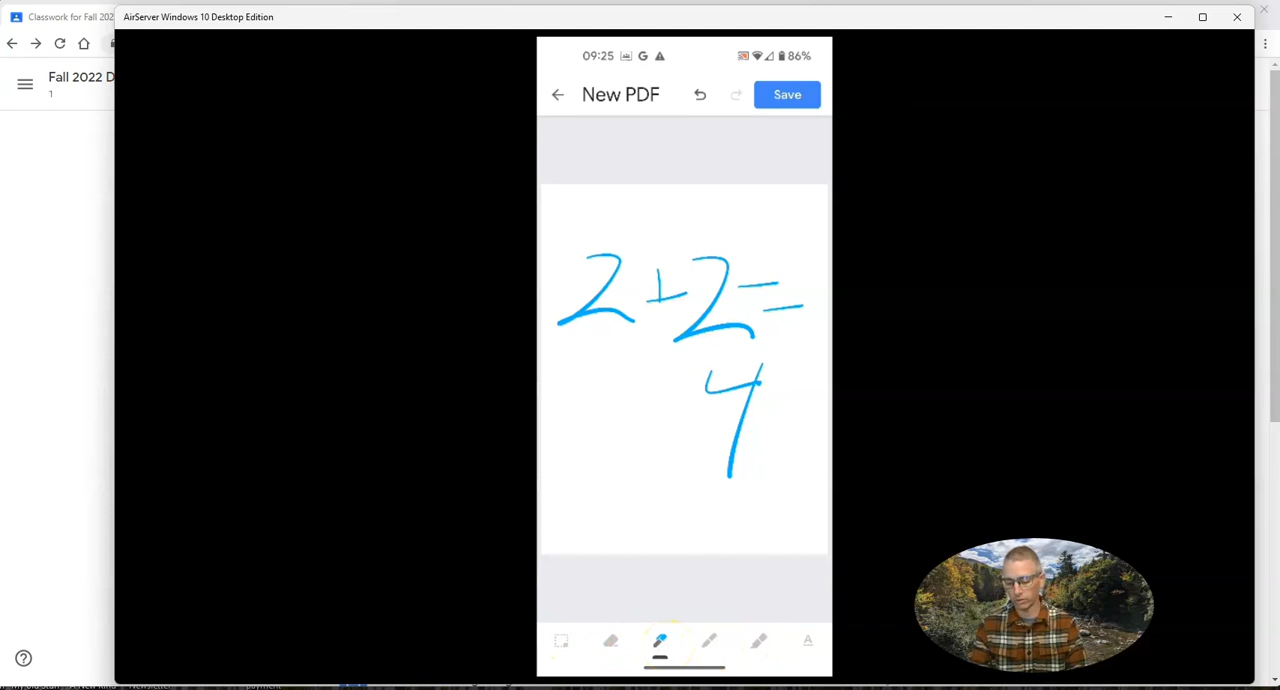 Classwork for Fall 202
AirServer Windows 10 Desktop Edition
Fall 2022 D
1
09:25
G
86%
New PDF
Save
2+2=
4
A